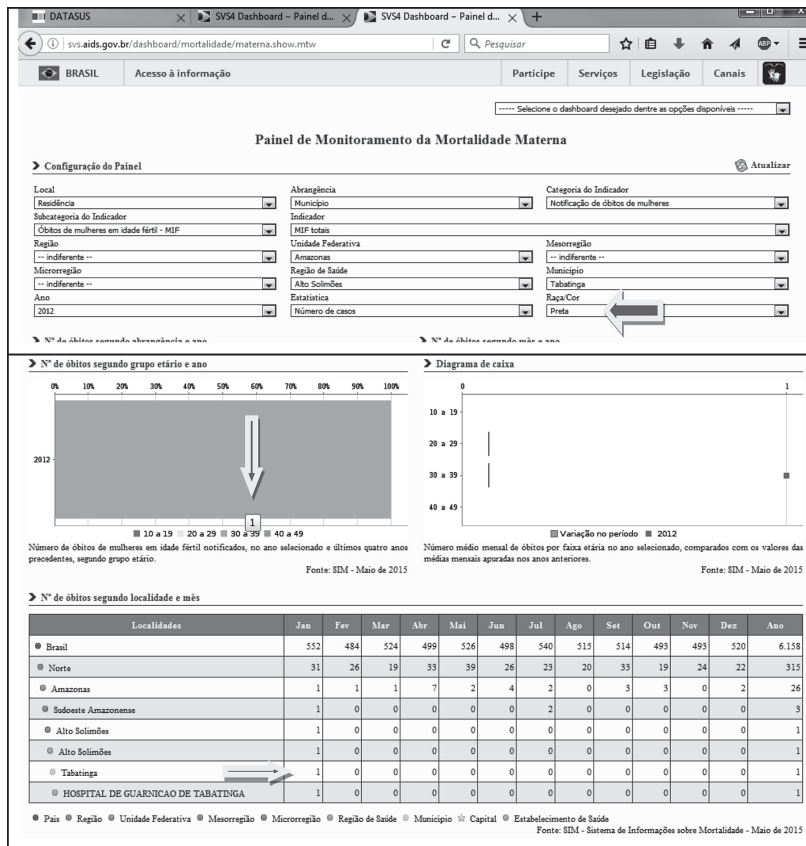 DATASUS SVS4 Dashboard – Painel d... SVS4 Dashboard – Painel d...
svs.aids.gov.br/dashboard/mortalidade/materna.show.mtw Pesquisar ABP
BRASIL Acesso à informação Participe Serviços Legislação Canais
----- Selecione o dashboard desejado dentre as opções disponíveis -----
Painel de Monitoramento da Mortalidade Materna
Configuração do Painel Atualizar
Local Abrangência Categoria do Indicador
Residência Município Notificação de óbitos de mulheres
Subcategoria do Indicador Indicador
Óbitos de mulheres em idade fértil - MIF MIF totais
Região Unidade Federativa Mesorregião
-- indiferente -- Amazonas -- indiferente --
Microrregião Região de Saúde Municipio
-- indiferente -- Alto Solimões Tabatinga
Ano Estatística Raça/Cor
2012 Número de casos Preta
Nº de óbitos segundo abrangência e ano Nº de óbitos segundo mês e ano
Nº de óbitos segundo grupo etário e ano Diagrama de caixa
0% 10% 20% 30% 40% 50% 60% 70% 80% 90% 100% 0 1
10 a 19
20 a 29
2012
30 a 39
40 a 49
1
10 a 19 20 a 29 30 a 39 40 a 49 Variação no período 2012
Número de óbitos de mulheres em idade fértil notificados, no ano selecionado e últimos quatro anos
precedentes, segundo grupo etário.
Fonte: SIM - Maio de 2015
Número médio mensal de óbitos por faixa etária no ano selecionado, comparados com os valores das
médias mensais apuradas nos anos anteriores.
Fonte: SIM - Maio de 2015
Nº de óbitos segundo localidade e mês
Localidades Jan Fev Mar Abr Mai Jun Jul Ago Set Out Nov Dez Ano
Brasil 552 484 524 499 526 498 540 515 514 493 493 520 6.158
Norte 31 26 19 33 39 26 23 20 33 19 24 22 315
Amazonas 1 1 1 7 2 4 2 0 3 3 0 2 26
Sudoeste Amazonense 1 0 0 0 0 0 2 0 0 0 0 0 3
Alto Solimões 1 0 0 0 0 0 0 0 0 0 0 0 1
Alto Solimões 1 0 0 0 0 0 0 0 0 0 0 0 1
Tabatinga 1 0 0 0 0 0 0 0 0 0 0 0 1
HOSPITAL DE GUARNICAO DE TABATINGA 1 0 0 0 0 0 0 0 0 0 0 0 1
Pais Região Unidade Federativa Mesorregião Microrregião Região de Saúde Municipio Capital Estabelecimento de Saúde
Fonte: SIM - Sistema de Informações sobre Mortalidade - Maio de 2015